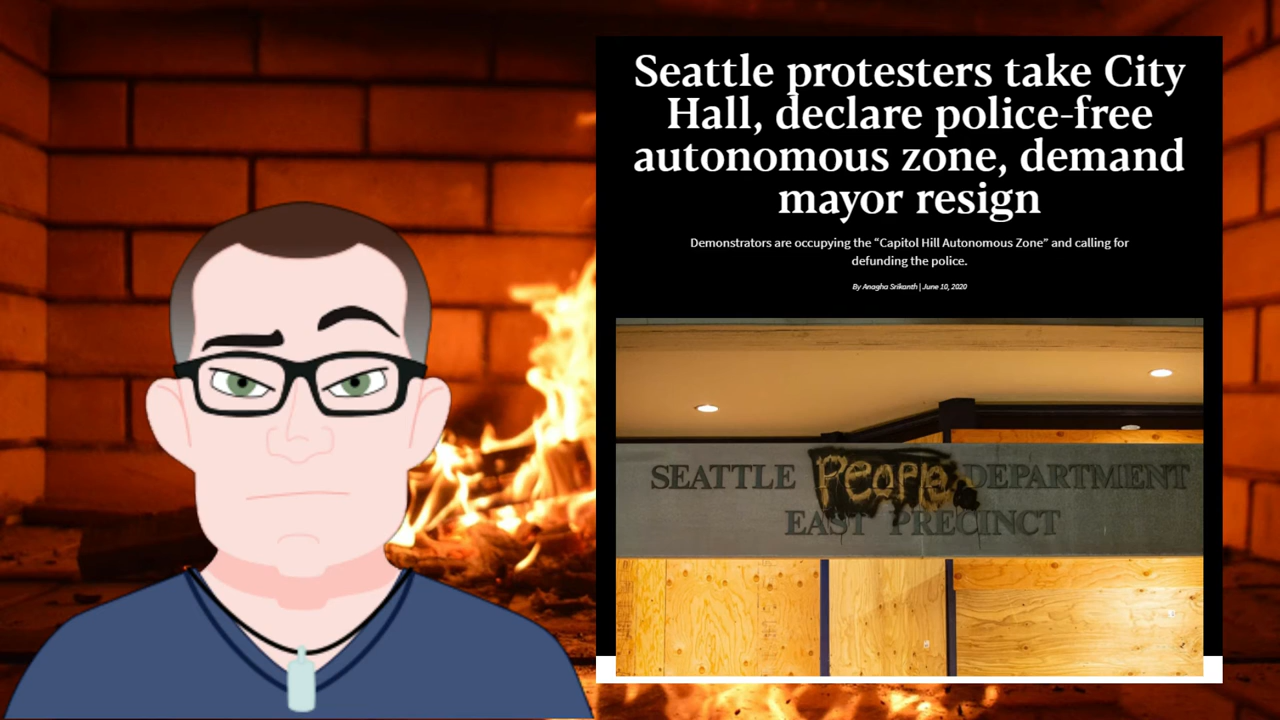 Seattle protesters take City
Hall, declare police-free
autonomous zone, demand
mayor resign
Demonstrators are occupying the “Capitol Hill Autonomous Zone” and calling for
defunding the police.
By Anagha Srikanth | June 10, 2020
SEATTLE PEOPLE DEPARTMENT
EAST PRECINCT